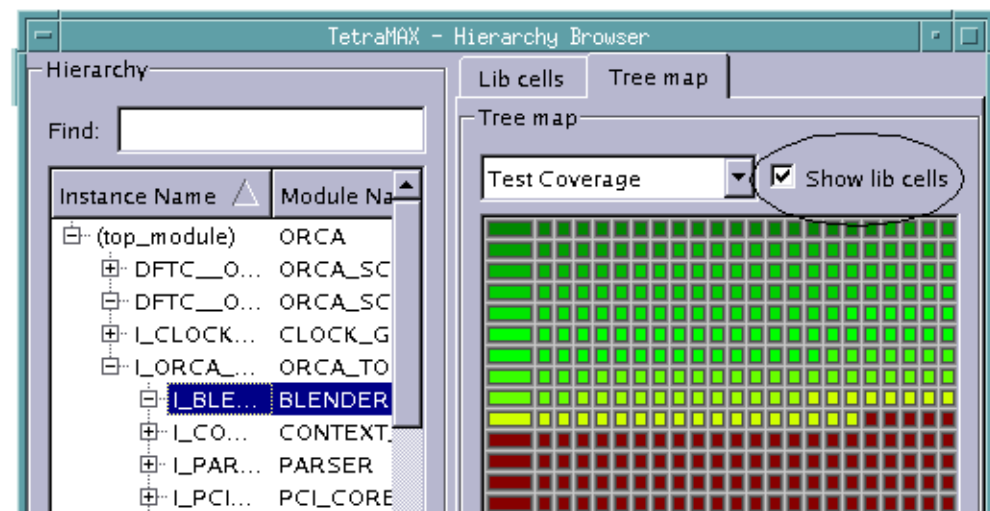 TetraMAX - Hierarchy Browser
Hierarchy
Find:
Instance Name Module Na
(top_module) ORCA
DFTC__O... ORCA_SC
DFTC__O... ORCA_SC
I_CLOCK... CLOCK_G
I_ORCA_... ORCA_TO
I_BLE... BLENDER
I_CO... CONTEXT_
I_PAR... PARSER
I_PCI... PCI_CORE
Lib cells Tree map
Tree map
Test Coverage Show lib cells